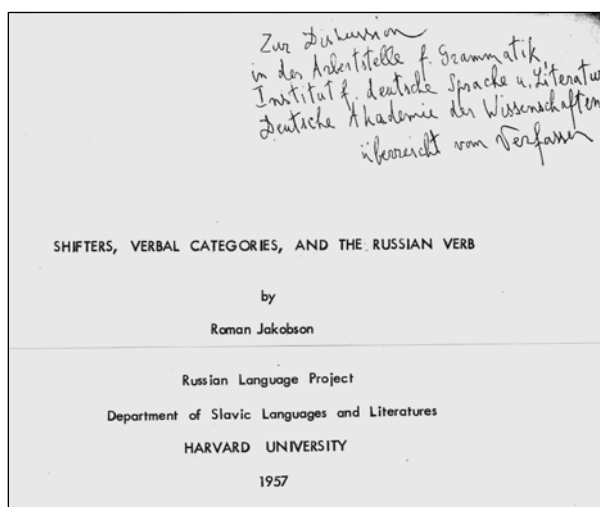 Zur Diskussion
in der Arbeitstelle f. Grammatik,
Institut f. deutsche Sprache u. Literatur
Deutsche Akademie der Wissenschaften
überreicht vom Verfasser
SHIFTERS, VERBAL CATEGORIES, AND THE RUSSIAN VERB
by
Roman Jakobson
Russian Language Project
Department of Slavic Languages and Literatures
HARVARD UNIVERSITY
1957